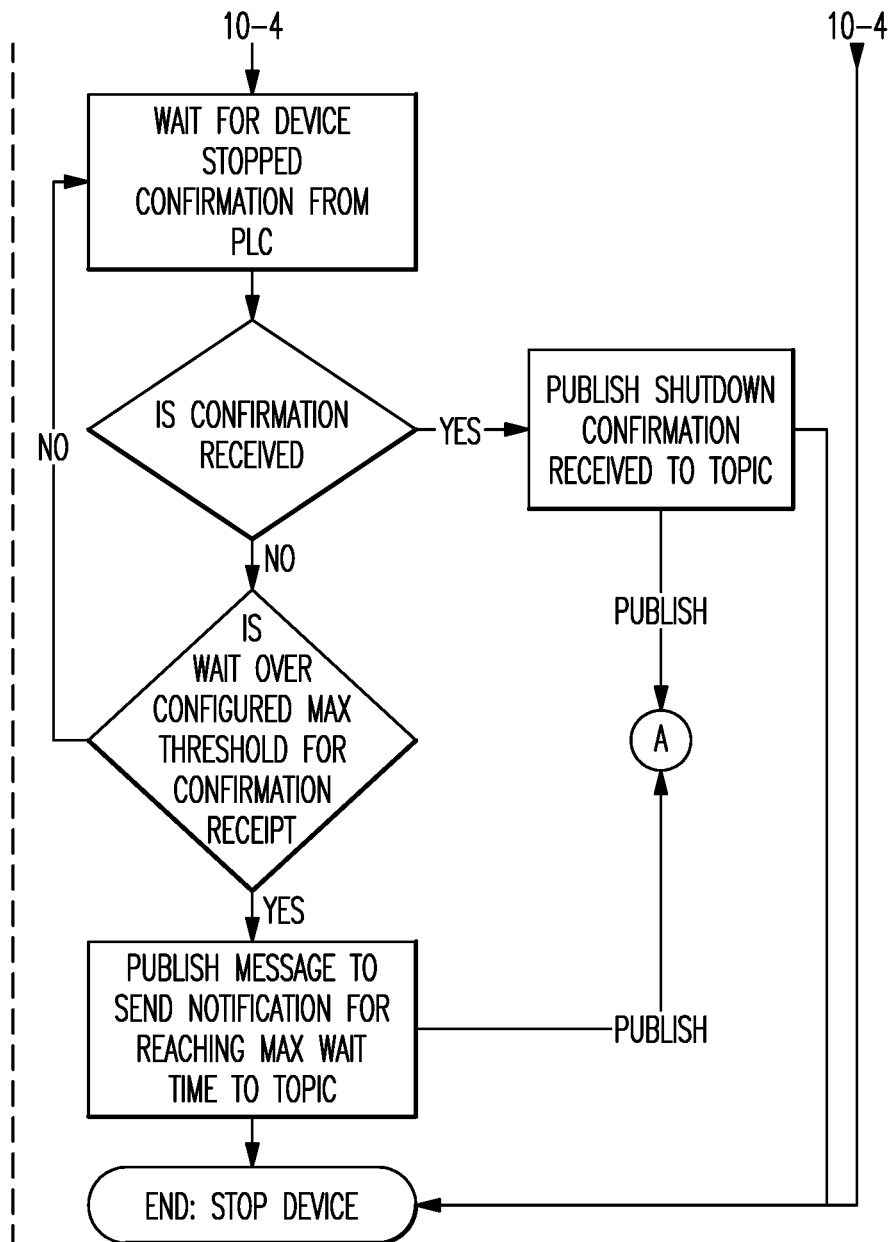 10-4
10-4
WAIT FOR DEVICE
STOPPED
CONFIRMATION FROM
PLC
IS CONFIRMATION
RECEIVED
YES
PUBLISH SHUTDOWN
CONFIRMATION
RECEIVED TO TOPIC
NO
NO
PUBLISH
IS
WAIT OVER
CONFIGURED MAX
THRESHOLD FOR
CONFIRMATION
RECEIPT
A
YES
PUBLISH MESSAGE TO
SEND NOTIFICATION FOR
REACHING MAX WAIT
TIME TO TOPIC
PUBLISH
END: STOP DEVICE